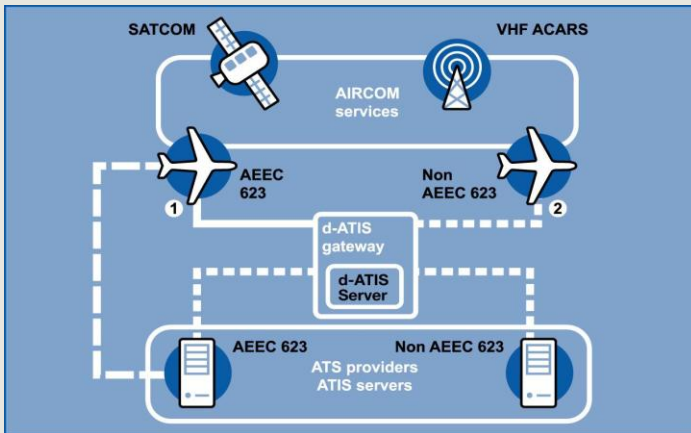 SATCOM
VHF ACARS
AIRCOM
services
AEEC
623
Non
AEEC 623
1
2
d-ATIS
gateway
d-ATIS
Server
AEEC 623
Non AEEC 623
ATS providers
ATIS servers